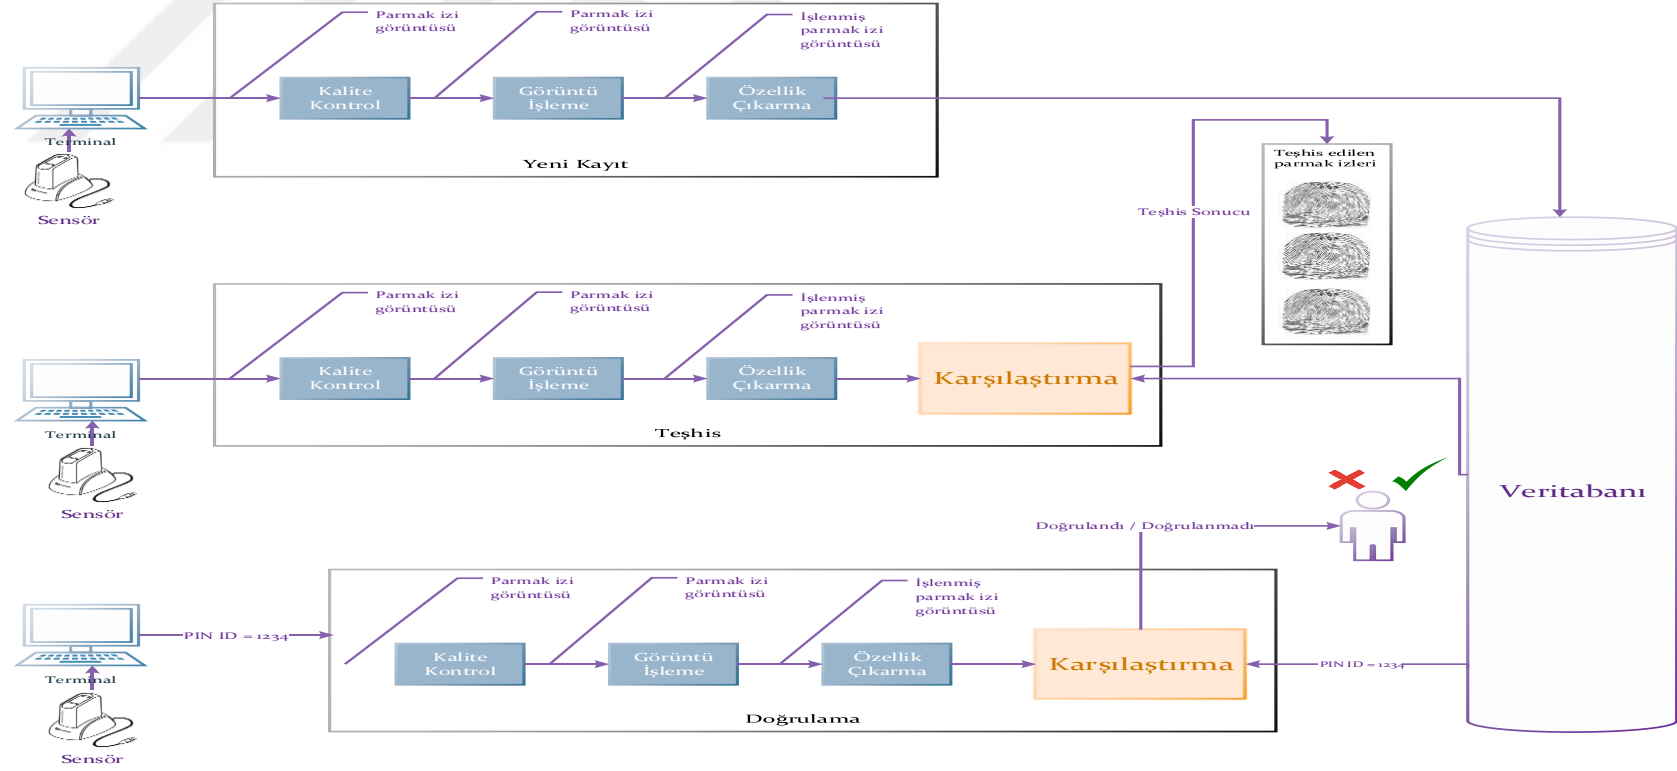 Parmak izi
görüntüsü
Parmak izi
görüntüsü
İşlenmiş
parmak izi
görüntüsü
Kalite
Kontrol
Görüntü
İşleme
Özellik
Çıkarma
Terminal
Sensör
Yeni Kayıt
Teşhis edilen
parmak izleri
Teşhis Sonucu
Parmak izi
görüntüsü
Parmak izi
görüntüsü
İşlenmiş
parmak izi
görüntüsü
Kalite
Kontrol
Görüntü
İşleme
Özellik
Çıkarma
Karşılaştırma
Terminal
Sensör
Teşhis
Veritabanı
Doğrulandı / Doğrulanmadı
Parmak izi
görüntüsü
Parmak izi
görüntüsü
İşlenmiş
parmak izi
görüntüsü
PIN ID = 1234
Kalite
Kontrol
Görüntü
İşleme
Özellik
Çıkarma
Karşılaştırma
PIN ID = 1234
Terminal
Sensör
Doğrulama